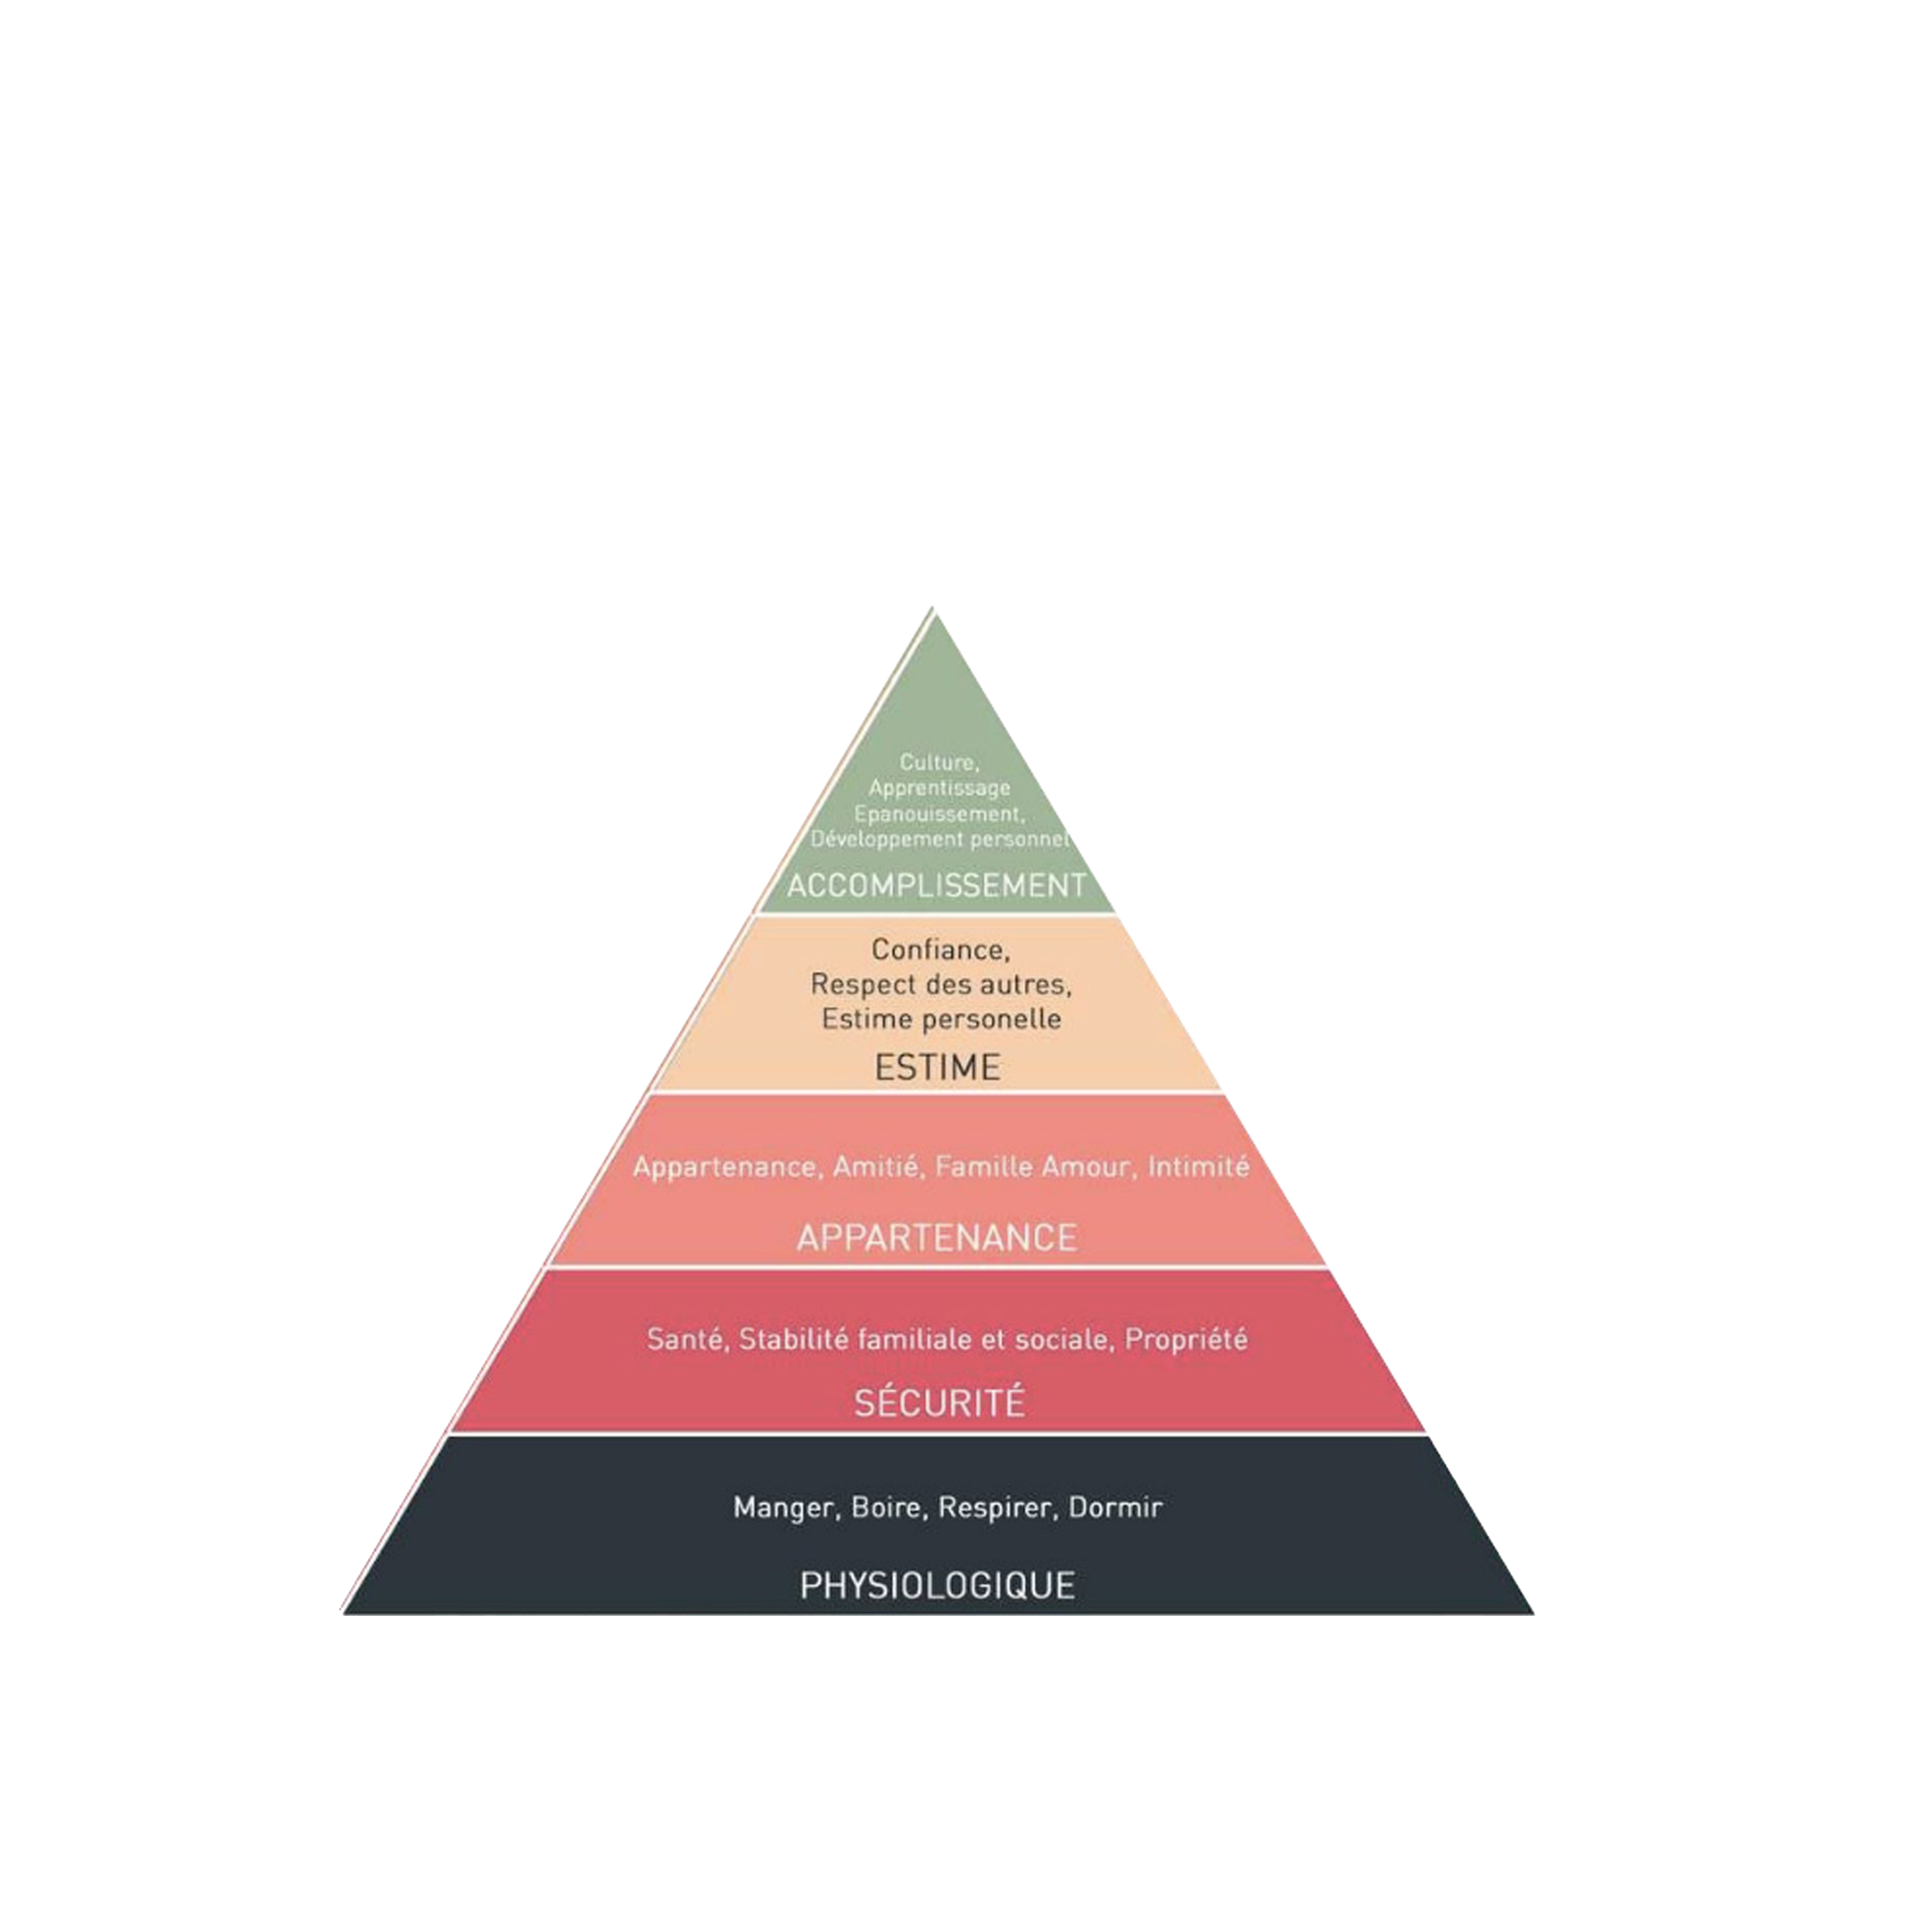 Culture,
Apprentissage
Epanouissement,
Développement personnel
ACCOMPLISSEMENT
Confiance,
Respect des autres,
Estime personelle
ESTIME
Appartenance, Amitié, Famille Amour, Intimité
APPARTENANCE
Santé, Stabilité familiale et sociale, Propriété
SÉCURITÉ
Manger, Boire, Respirer, Dormir
PHYSIOLOGIQUE